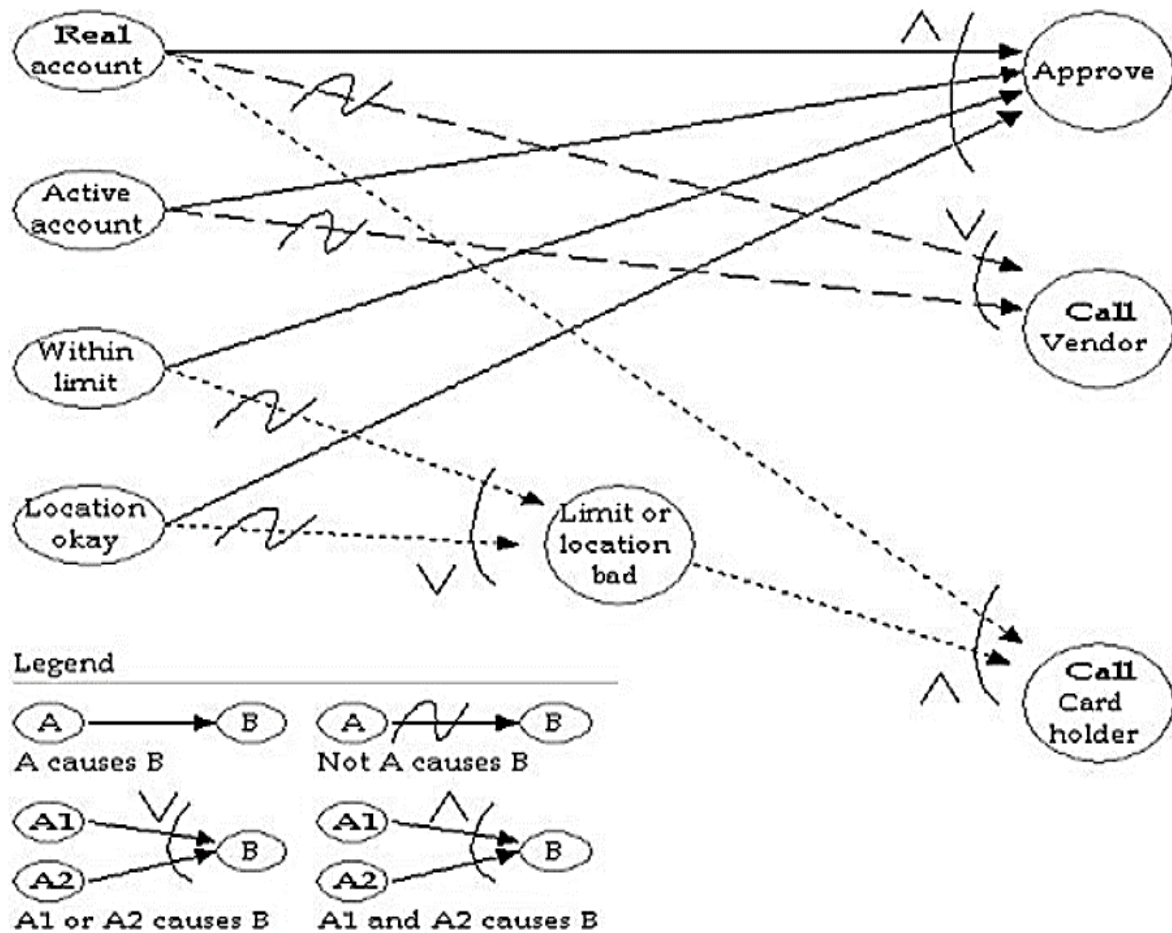 Real
account
Approve
Active
account
Call
Vendor
Within
limit
Location
okay
Limit or
location
bad
Call
Card
holder
Legend
A
B
A causes B
A
B
Not A causes B
A1
A2
B
A1 or A2 causes B
A1
A2
B
A1 and A2 causes B